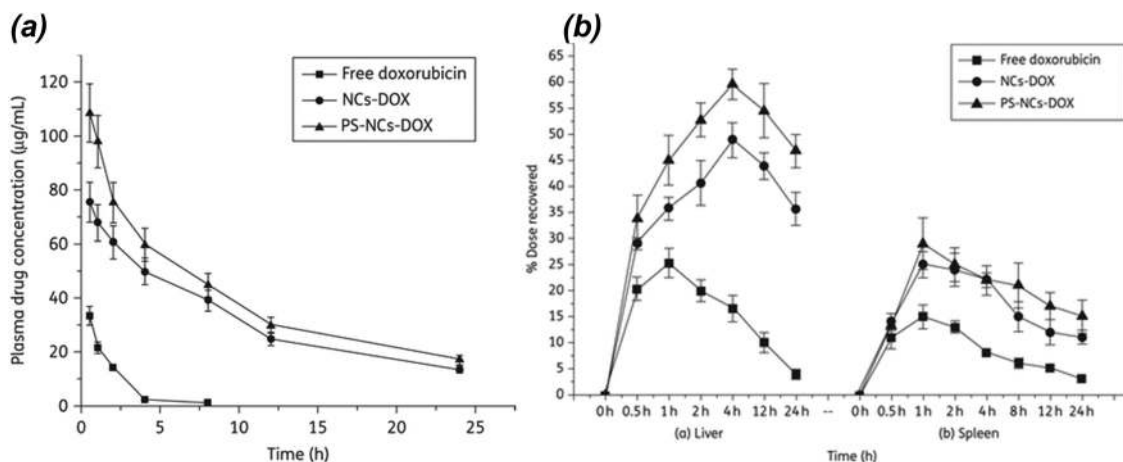 (a)
Free doxorubicin
NCs-DOX
PS-NCs-DOX
Plasma drug concentration (µg/mL)
120
100
80
60
40
20
0
0 5 10 15 20 25
Time (h)
(b)
Free doxorubicin
NCs-DOX
PS-NCs-DOX
% Dose recovered
65
60
55
50
45
40
35
30
25
20
15
10
5
0
0h 0.5h 1h 2h 4h 12h 24h -- 0h 0.5h 1h 2h 4h 8h 12h 24h
(a) Liver (b) Spleen
Time (h)